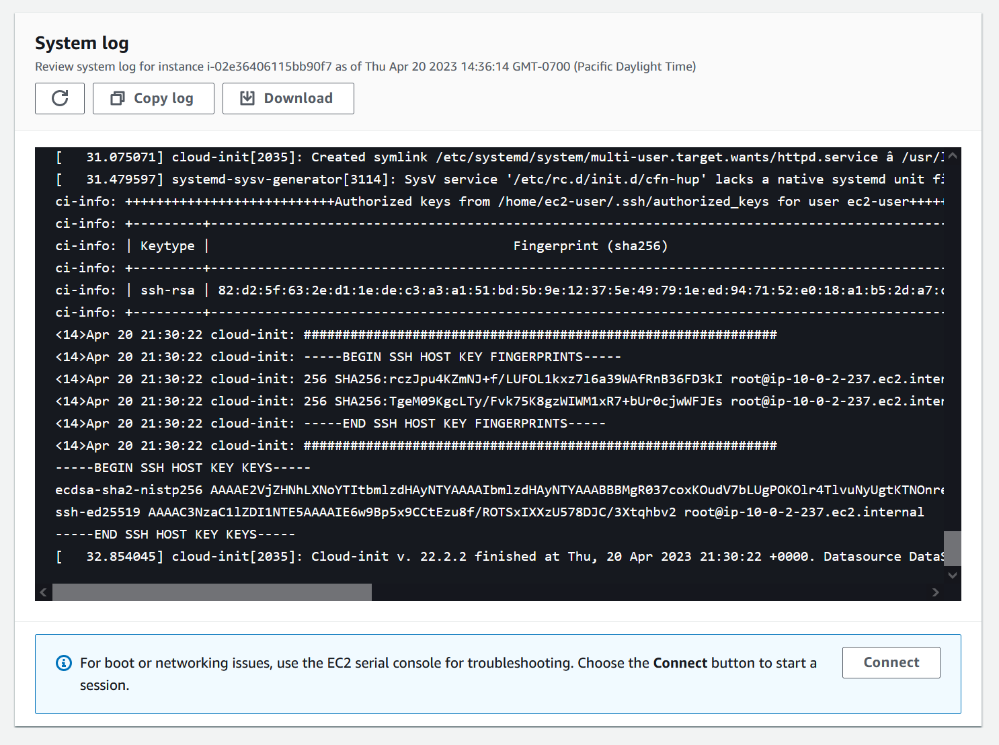 System log
Review system log for instance i-02e36406115bb90f7 as of Thu Apr 20 2023 14:36:14 GMT-0700 (Pacific Daylight Time)
Copy log
Download
[   31.075071] cloud-init[2035]: Created symlink /etc/systemd/system/multi-user.target.wants/httpd.service â /usr/
[   31.479597] systemd-sysv-generator[3114]: SysV service '/etc/rc.d/init.d/cfn-hup' lacks a native systemd unit fi
ci-info: +++++++++++++++++++++++++++Authorized keys from /home/ec2-user/.ssh/authorized_keys for user ec2-user+++++
ci-info: +---------+-----------------------------------------------------------------------------------------------
ci-info: | Keytype |                                       Fingerprint (sha256)
ci-info: +---------+-----------------------------------------------------------------------------------------------
ci-info: | ssh-rsa | 82:d2:5f:63:2e:d1:1e:de:c3:a3:a1:51:bd:5b:9e:12:37:5e:49:79:1e:ed:94:71:52:e0:18:a1:b5:2d:a7:c
ci-info: +---------+-----------------------------------------------------------------------------------------------
<14>Apr 20 21:30:22 cloud-init: #############################################################
<14>Apr 20 21:30:22 cloud-init: -----BEGIN SSH HOST KEY FINGERPRINTS-----
<14>Apr 20 21:30:22 cloud-init: 256 SHA256:rczJpu4KZmNJ+f/LUFOL1kxz7l6a39WAfRnB36FD3kI root@ip-10-0-2-237.ec2.inter
<14>Apr 20 21:30:22 cloud-init: 256 SHA256:TgeM09KgcLTy/Fvk75K8gzWIWM1xR7+bUr0cjwWFJEs root@ip-10-0-2-237.ec2.inter
<14>Apr 20 21:30:22 cloud-init: -----END SSH HOST KEY FINGERPRINTS-----
<14>Apr 20 21:30:22 cloud-init: #############################################################
-----BEGIN SSH HOST KEY KEYS-----
ecdsa-sha2-nistp256 AAAAE2VjZHNhLXNoYTItbmlzdHAyNTYAAAAIbmlzdHAyNTYAAABBBMgR037coxKOudV7bLUgPOKOlr4TlvuNyUgtKTNOnre
ssh-ed25519 AAAAC3NzaC1lZDI1NTE5AAAAIE6w9Bp5x9CCtEzu8f/ROTSxIXXzU578DJC/3Xtqhbv2 root@ip-10-0-2-237.ec2.internal
-----END SSH HOST KEY KEYS-----
[   32.854045] cloud-init[2035]: Cloud-init v. 22.2.2 finished at Thu, 20 Apr 2023 21:30:22 +0000. Datasource DataS
For boot or networking issues, use the EC2 serial console for troubleshooting. Choose the Connect button to start a
session.
Connect